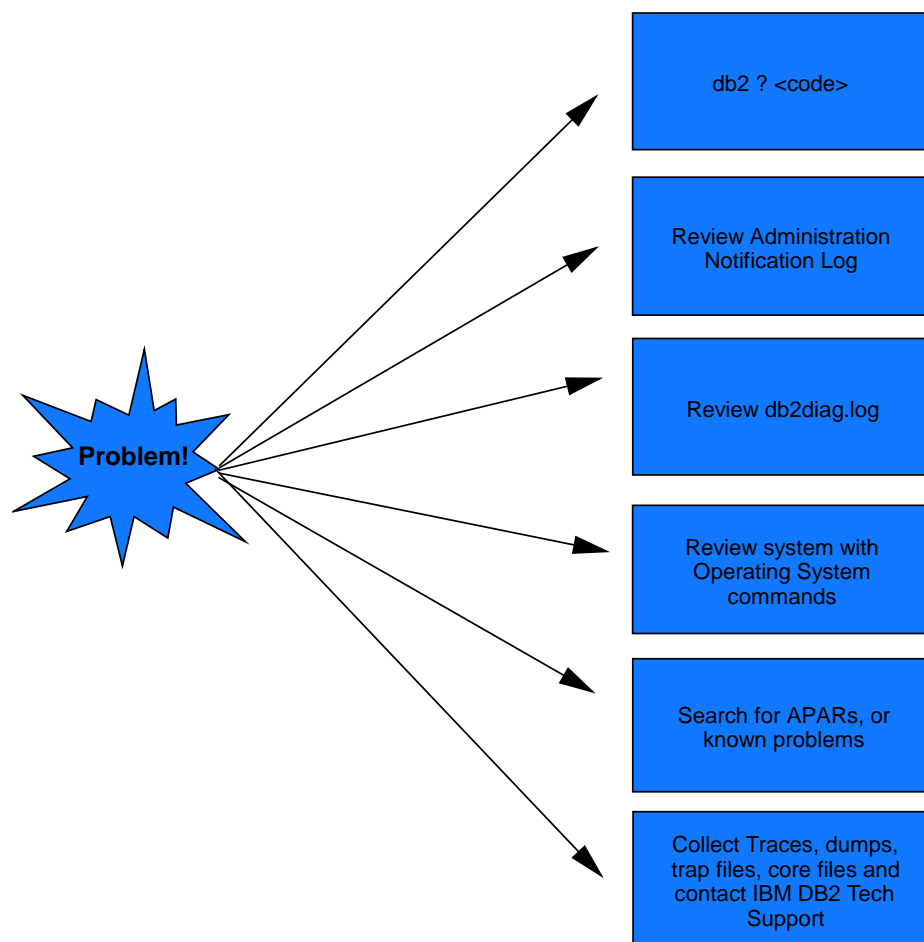 db2 ? <code>
Review Administration
Notification Log
Review db2diag.log
Problem!
Review system with
Operating System
commands
Search for APARs, or
known problems
Collect Traces, dumps,
trap files, core files and
contact IBM DB2 Tech
Support